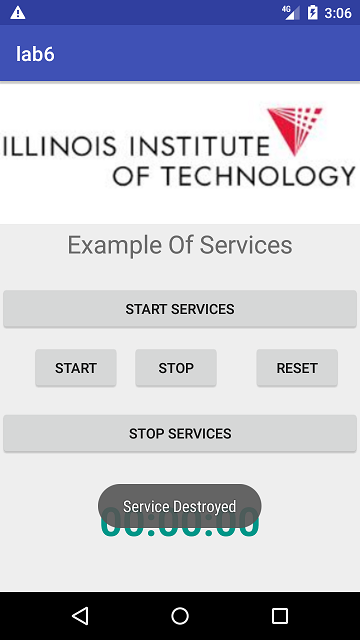 4G 3:06
lab6
ILLINOIS INSTITUTE
OF TECHNOLOGY
Example Of Services
START SERVICES
START STOP RESET
STOP SERVICES
Service Destroyed
00:00:00